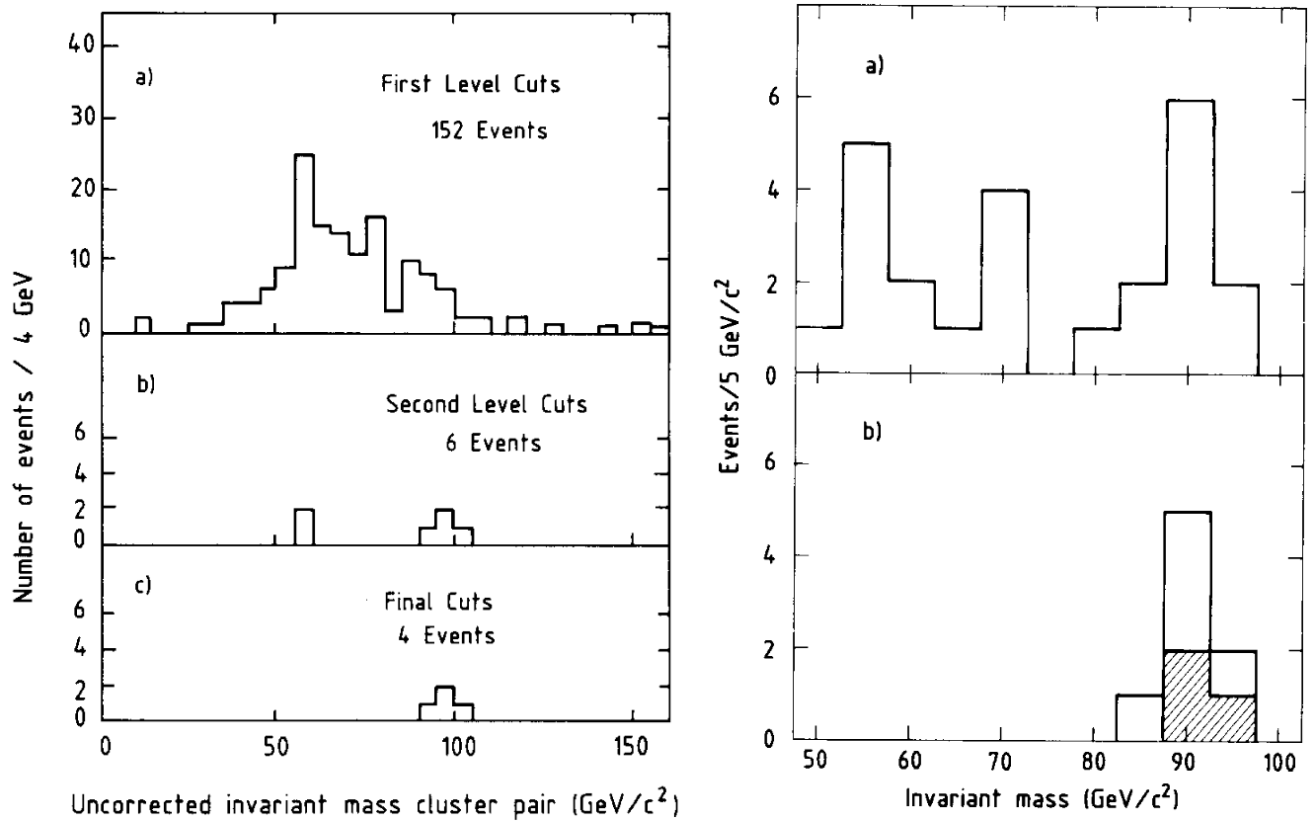 Number of events / 4 GeV
40
30
20
10
0
a)
First Level Cuts
152 Events
6
4
2
0
b)
Second Level Cuts
6 Events
6
4
2
0
c)
Final Cuts
4 Events
0
50
100
150
Uncorrected invariant mass cluster pair (GeV/c²)
Events/5 GeV/c²
6
4
2
0
a)
6
4
2
0
b)
50
60
70
80
90
100
Invariant mass (GeV/c²)